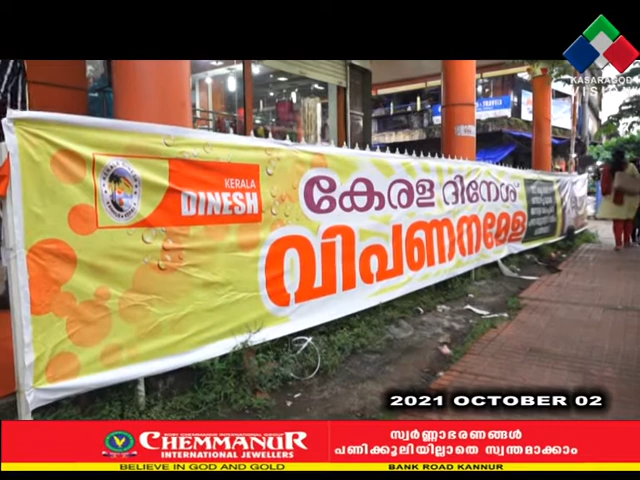 KASARAGOD
VISION
KERALA
DINESH
കേരള ദിനേശ്
വിപണനമേള
TRAVELS
2021 OCTOBER 02
CHEMMANUR
INTERNATIONAL JEWELLERS
BELIEVE IN GOD AND GOLD
സ്വർണ്ണാഭരണങ്ങൾ
പണിക്കൂലിയില്ലാതെ സ്വന്തമാക്കാം
BANK ROAD KANNUR